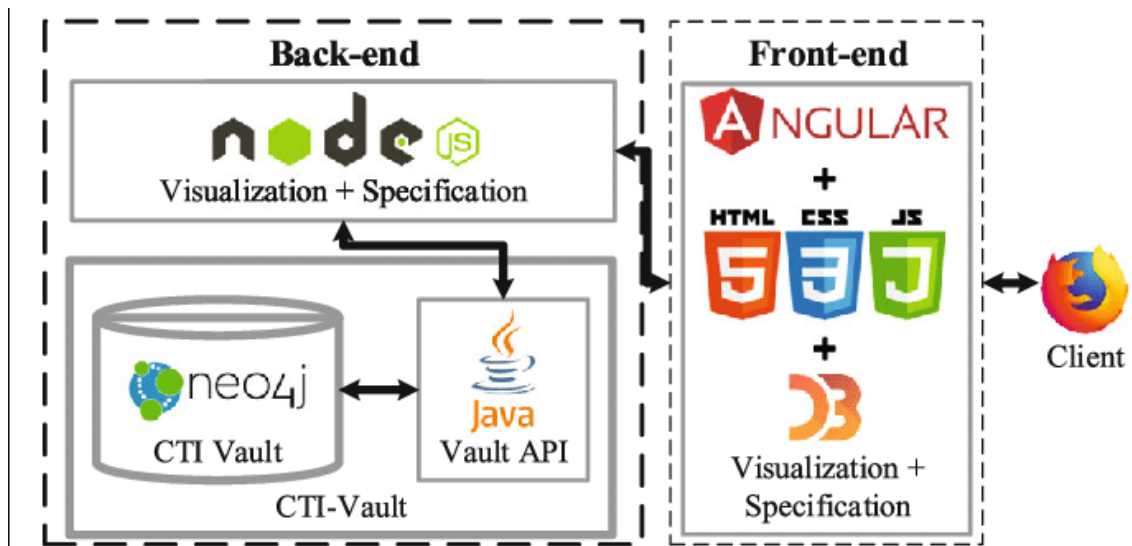 Back-end
node
JS
Visualization + Specification
neo4j
CTI Vault
Java
Vault API
CTI-Vault
Front-end
ANGULAR
+
HTML CSS JS
5 3 J
+
D3
Visualization +
Specification
Client